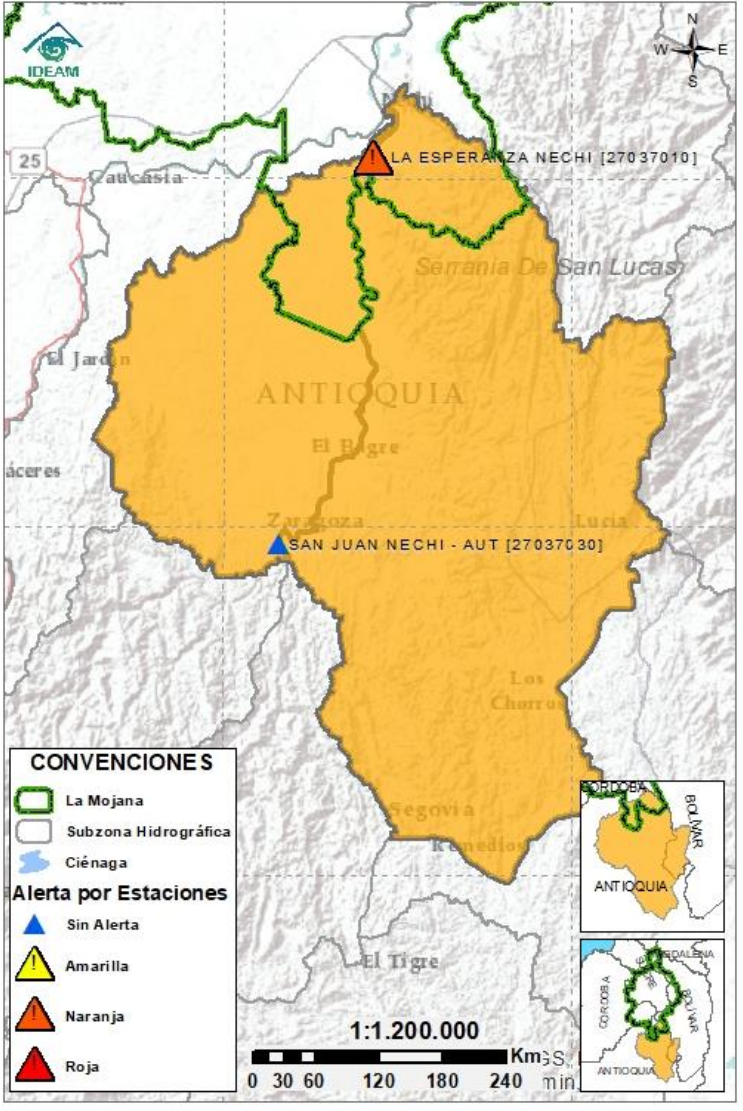 IDEAM
N
W E
S
25
Caucasia
LA ESPERANZA NECHI [27037010]
Serranía De San Lucas
El Jardín
ANTIOQUIA
El Bagre
áceres
Zaragoza
Lucia
SAN JUAN NECHI - AUT [27037030]
Los
Chorros
Segovia
Remedios
El Tigre
CONVENCIONES
La Mojana
Subzona Hidrográfica
Ciénaga
Alerta por Estaciones
Sin Alerta
Amarilla
Naranja
Roja
1:1.200.000
Km
0 30 60 120 180 240
CORDOBA
BOLIVAR
ANTIOQUIA
CORDOBA
BOLIVAR
ANTIOQUIA